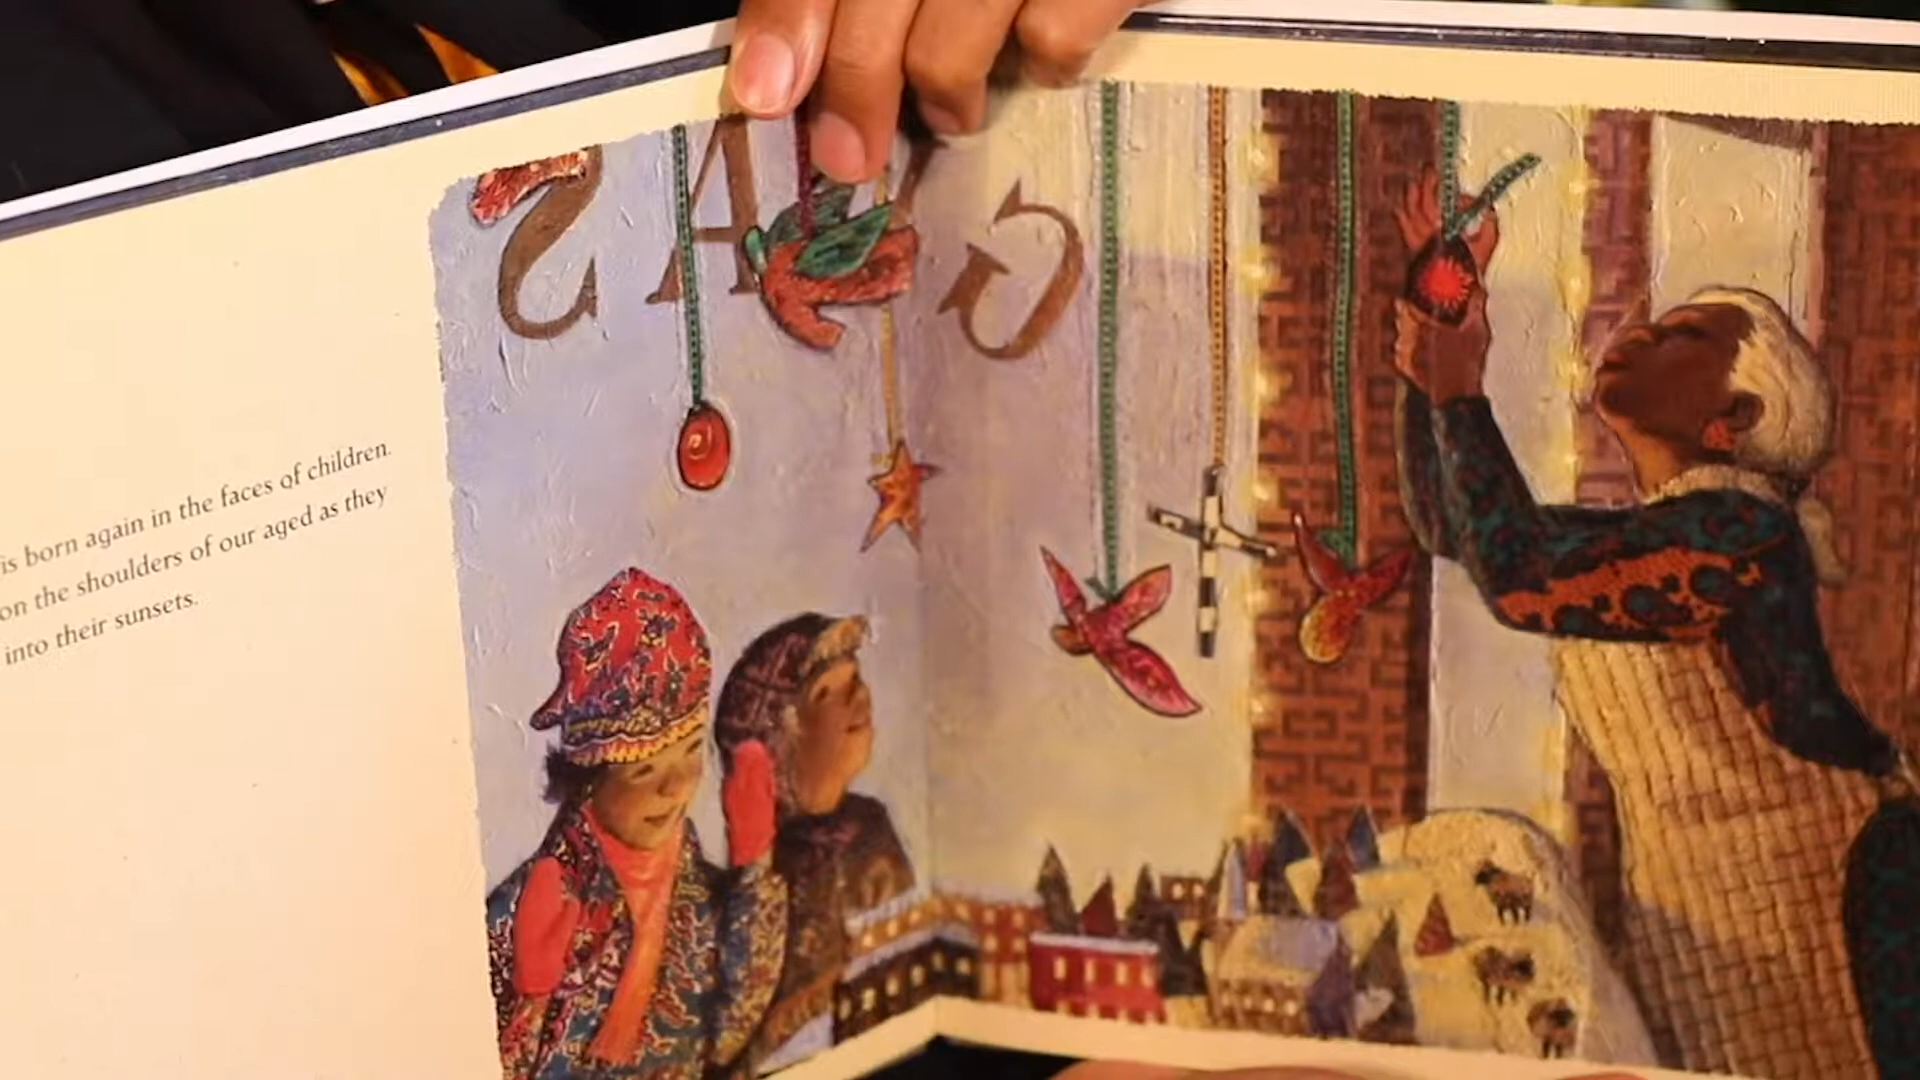 is born again in the faces of children.
on the shoulders of our aged as they
into their sunsets.
SAVG